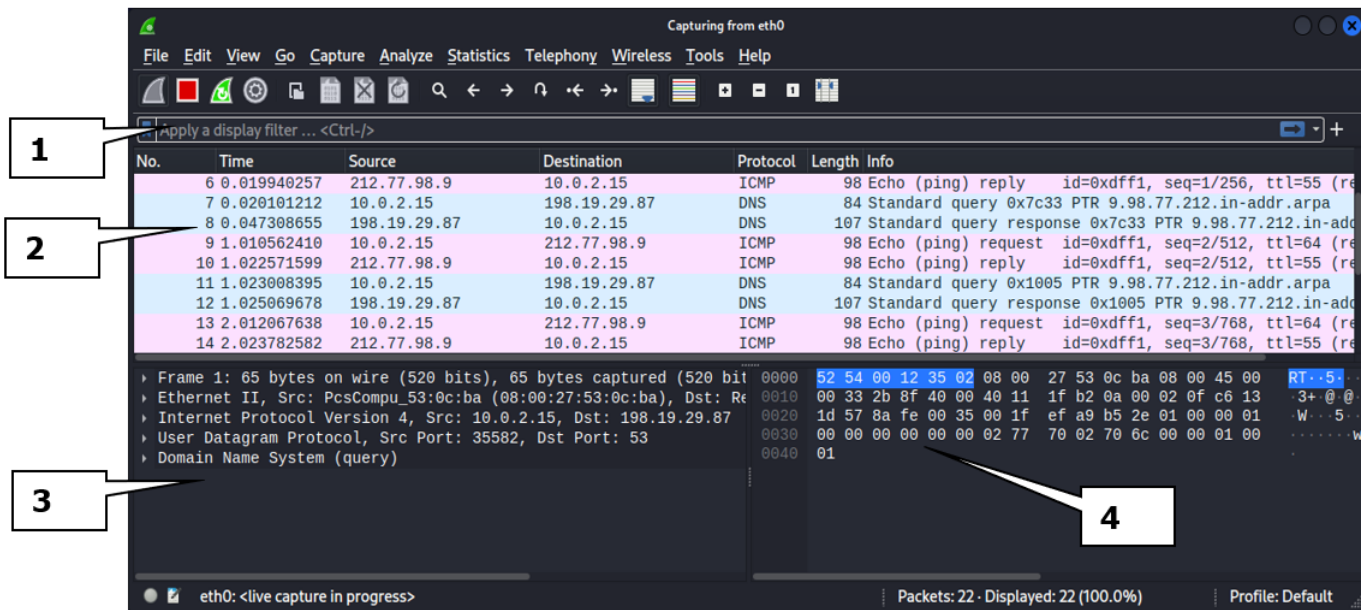 Capturing from eth0
File Edit View Go Capture Analyze Statistics Telephony Wireless Tools Help
1
Apply a display filter ... <Ctrl-/>
No. Time Source Destination Protocol Length Info
6 0.019940257 212.77.98.9 10.0.2.15 ICMP 98 Echo (ping) reply id=0xdff1, seq=1/256, ttl=55 (re
7 0.020101212 10.0.2.15 198.19.29.87 DNS 84 Standard query 0x7c33 PTR 9.98.77.212.in-addr.arpa
2
8 0.047308655 198.19.29.87 10.0.2.15 DNS 107 Standard query response 0x7c33 PTR 9.98.77.212.in-add
9 1.010562410 10.0.2.15 212.77.98.9 ICMP 98 Echo (ping) request id=0xdff1, seq=2/512, ttl=64 (re
10 1.022571599 212.77.98.9 10.0.2.15 ICMP 98 Echo (ping) reply id=0xdff1, seq=2/512, ttl=55 (re
11 1.023008395 10.0.2.15 198.19.29.87 DNS 84 Standard query 0x1005 PTR 9.98.77.212.in-addr.arpa
12 1.025069678 198.19.29.87 10.0.2.15 DNS 107 Standard query response 0x1005 PTR 9.98.77.212.in-add
13 2.012067638 10.0.2.15 212.77.98.9 ICMP 98 Echo (ping) request id=0xdff1, seq=3/768, ttl=64 (re
14 2.023782582 212.77.98.9 10.0.2.15 ICMP 98 Echo (ping) reply id=0xdff1, seq=3/768, ttl=55 (re
Frame 1: 65 bytes on wire (520 bits), 65 bytes captured (520 bit
Ethernet II, Src: PcsCompu_53:0c:ba (08:00:27:53:0c:ba), Dst: Re
Internet Protocol Version 4, Src: 10.0.2.15, Dst: 198.19.29.87
User Datagram Protocol, Src Port: 35582, Dst Port: 53
Domain Name System (query)
3
0000 52 54 00 12 35 02 08 00 27 53 0c ba 08 00 45 00 RT··5···
0010 00 33 2b 8f 40 00 40 11 1f b2 0a 00 02 0f c6 13 ·3+·@·@·
0020 1d 57 8a fe 00 35 00 1f ef a9 b5 2e 01 00 00 01 ·W···5··
0030 00 00 00 00 00 00 02 77 70 02 70 6c 00 00 01 00 ·······w
0040 01 ·
4
eth0: <live capture in progress> Packets: 22 · Displayed: 22 (100.0%) Profile: Default